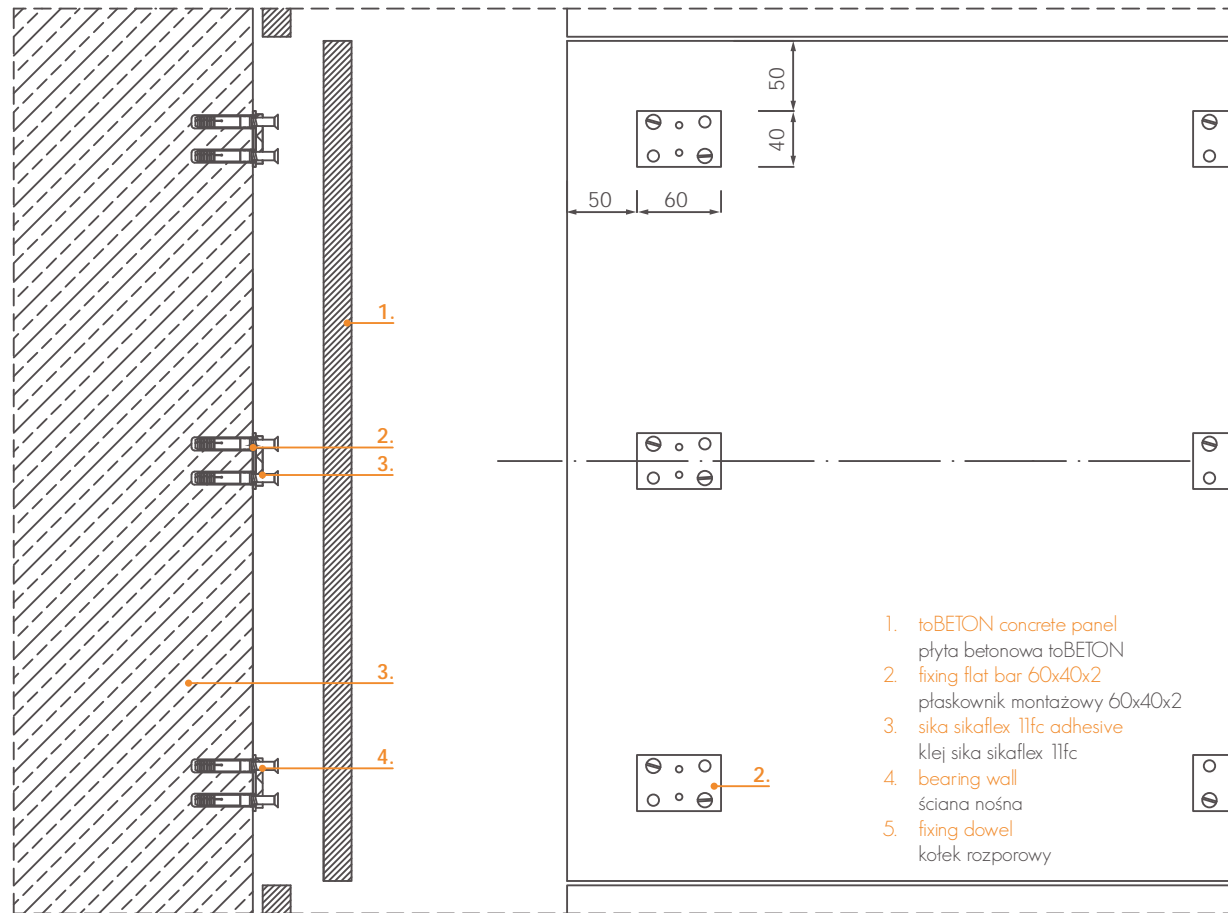 50
40
50 60
1.
2.
3.
3.
4.
2.
1. toBETON concrete panel
płyta betonowa toBETON
2. fixing flat bar 60x40x2
płaskownik montażowy 60x40x2
3. sika sikaflex 11fc adhesive
klej sika sikaflex 11fc
4. bearing wall
ściana nośna
5. fixing dowel
kołek rozporowy